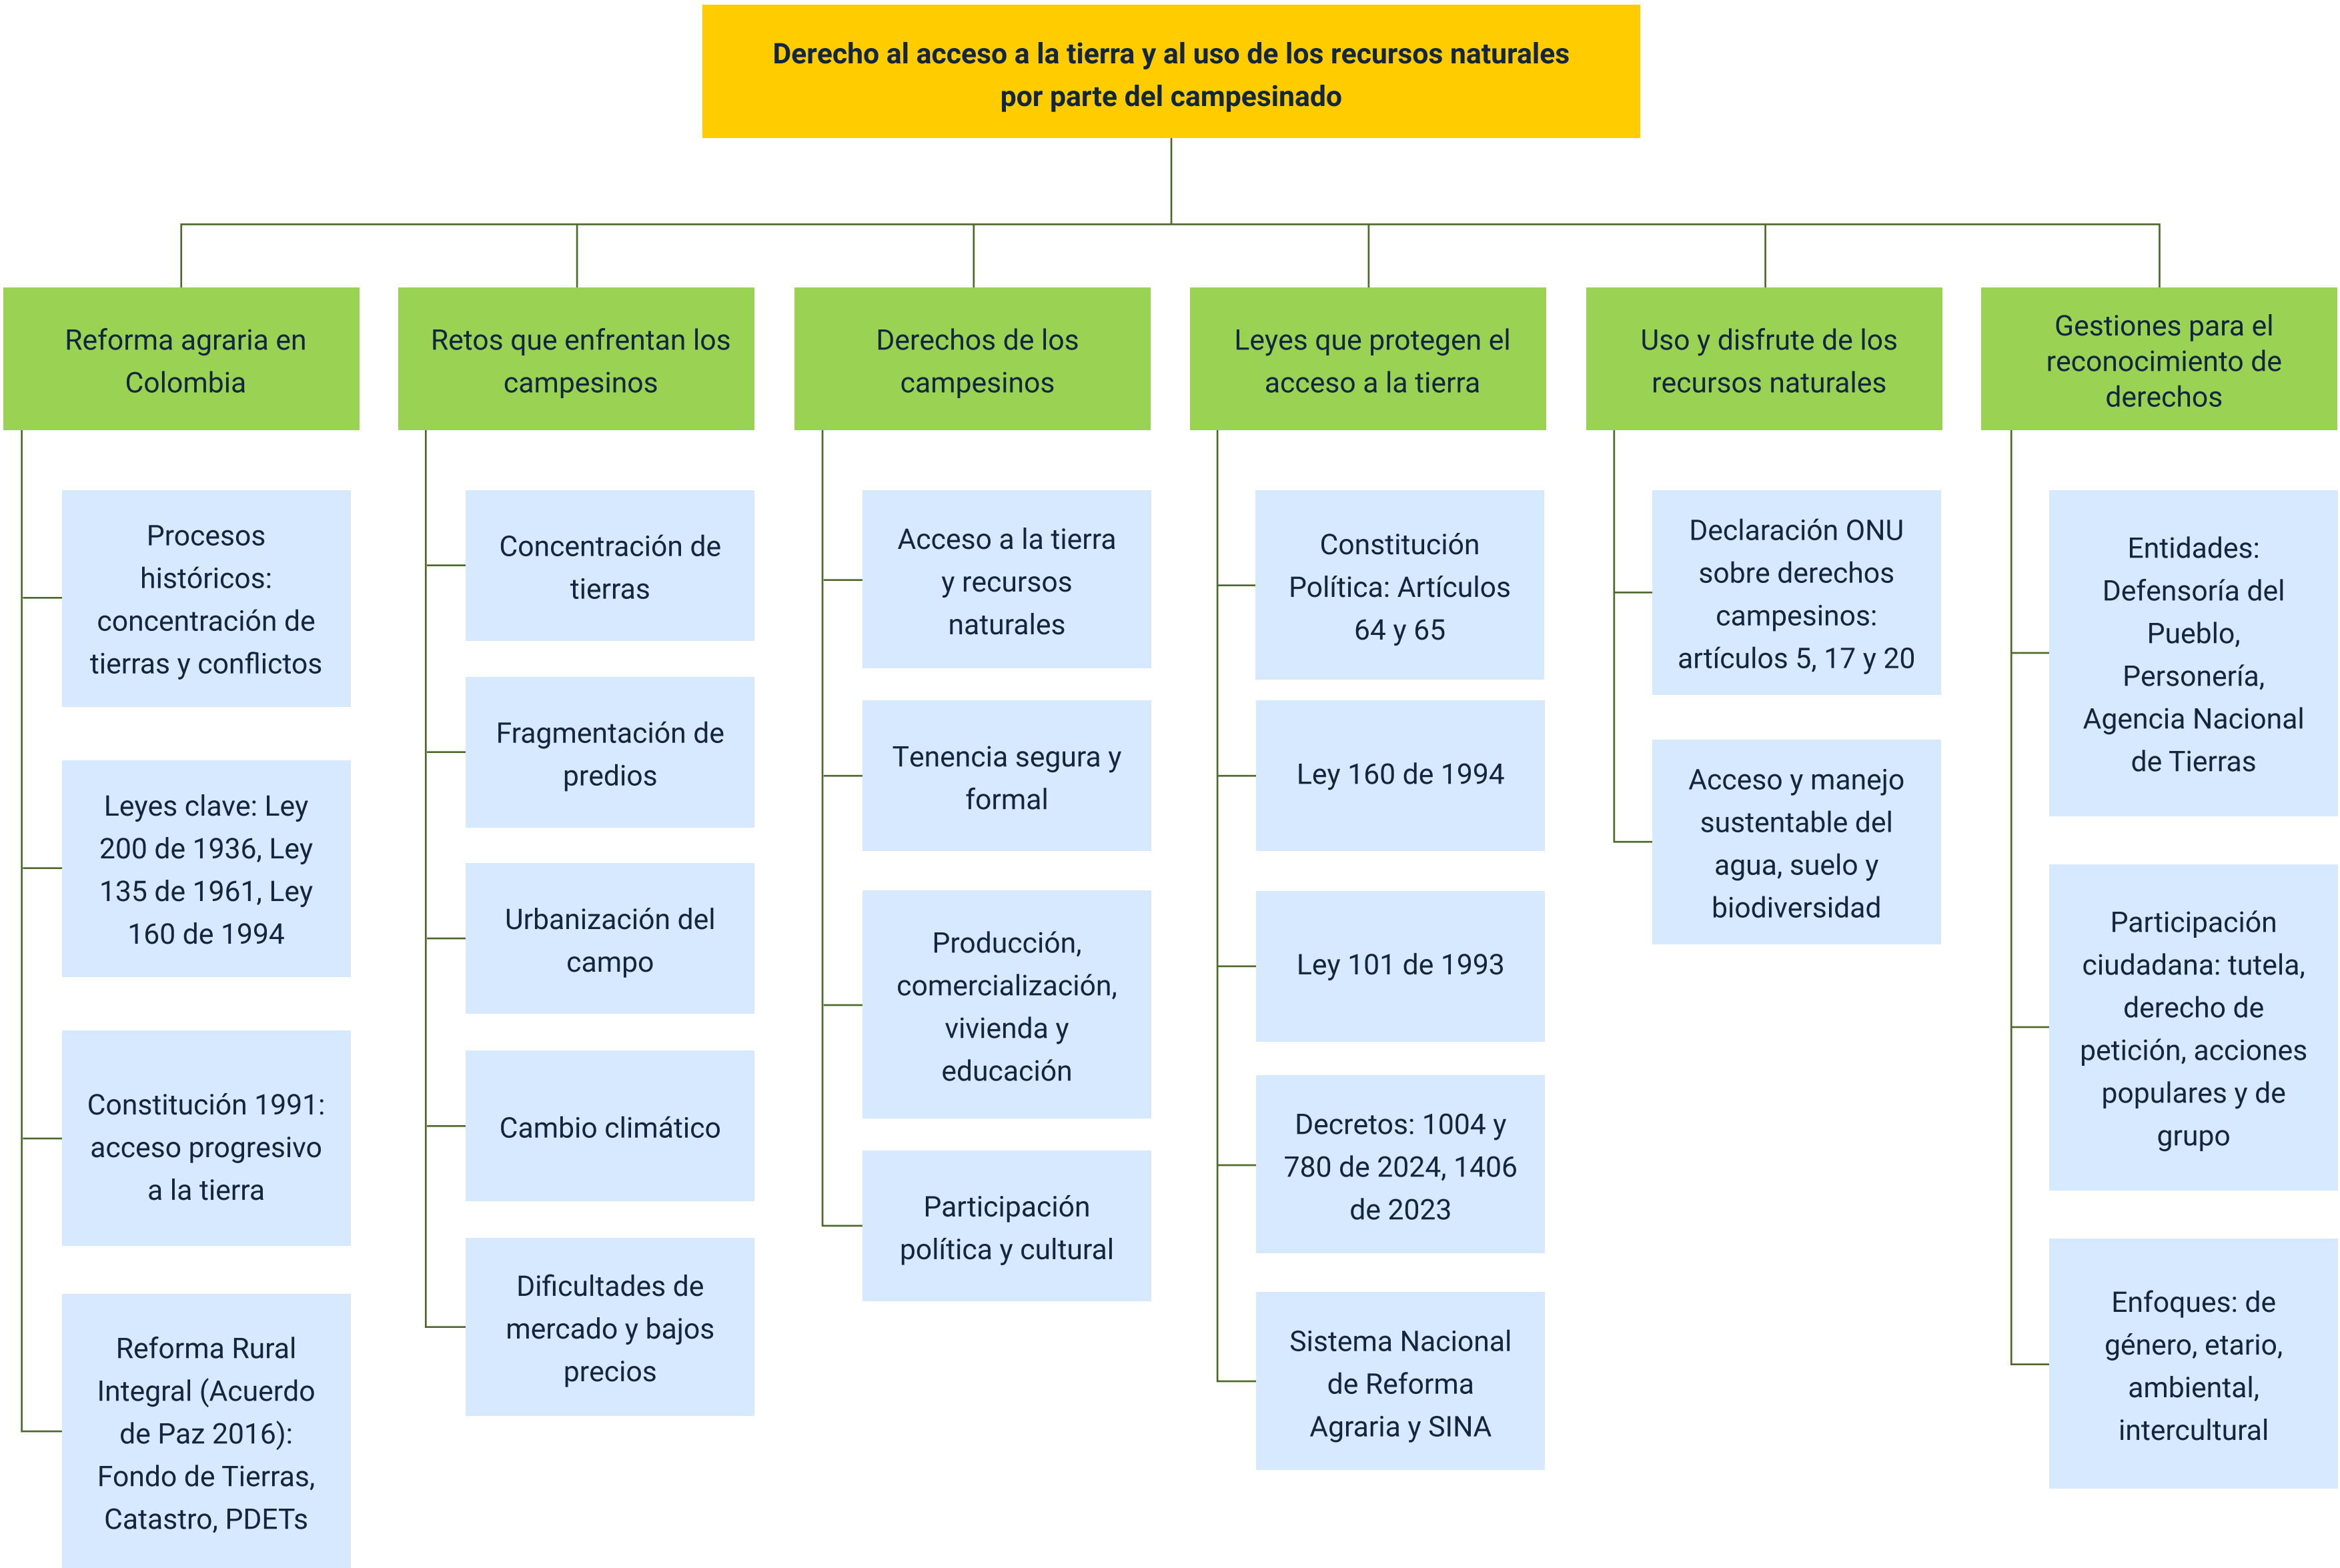 Derecho al acceso a la tierra y al uso de los recursos naturales
por parte del campesinado
Reforma agraria en
Colombia
Procesos
históricos:
concentración de
tierras y conflictos
Leyes clave: Ley
200 de 1936, Ley
135 de 1961, Ley
160 de 1994
Constitución 1991:
acceso progresivo
a la tierra
Reforma Rural
Integral (Acuerdo
de Paz 2016):
Fondo de Tierras,
Catastro, PDETs
Retos que enfrentan los
campesinos
Concentración de
tierras
Fragmentación de
predios
Urbanización del
campo
Cambio climático
Dificultades de
mercado y bajos
precios
Derechos de los
campesinos
Acceso a la tierra
y recursos
naturales
Tenencia segura y
formal
Producción,
comercialización,
vivienda y
educación
Participación
política y cultural
Leyes que protegen el
acceso a la tierra
Constitución
Política: Artículos
64 y 65
Ley 160 de 1994
Ley 101 de 1993
Decretos: 1004 y
780 de 2024, 1406
de 2023
Sistema Nacional
de Reforma
Agraria y SINA
Uso y disfrute de los
recursos naturales
Declaración ONU
sobre derechos
campesinos:
artículos 5, 17 y 20
Acceso y manejo
sustentable del
agua, suelo y
biodiversidad
Gestiones para el
reconocimiento de
derechos
Entidades:
Defensoría del
Pueblo,
Personería,
Agencia Nacional
de Tierras
Participación
ciudadana: tutela,
derecho de
petición, acciones
populares y de
grupo
Enfoques: de
género, etario,
ambiental,
intercultural